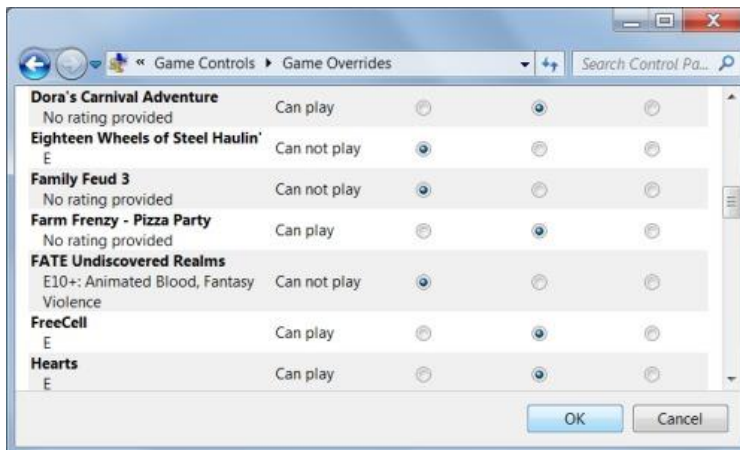 « Game Controls ▸ Game Overrides
Search Control Pa...
Dora's Carnival Adventure
No rating provided
Can play
Eighteen Wheels of Steel Haulin'
E
Can not play
Family Feud 3
No rating provided
Can not play
Farm Frenzy - Pizza Party
No rating provided
Can play
FATE Undiscovered Realms
E10+: Animated Blood, Fantasy
Violence
Can not play
FreeCell
E
Can play
Hearts
E
Can play
OK
Cancel